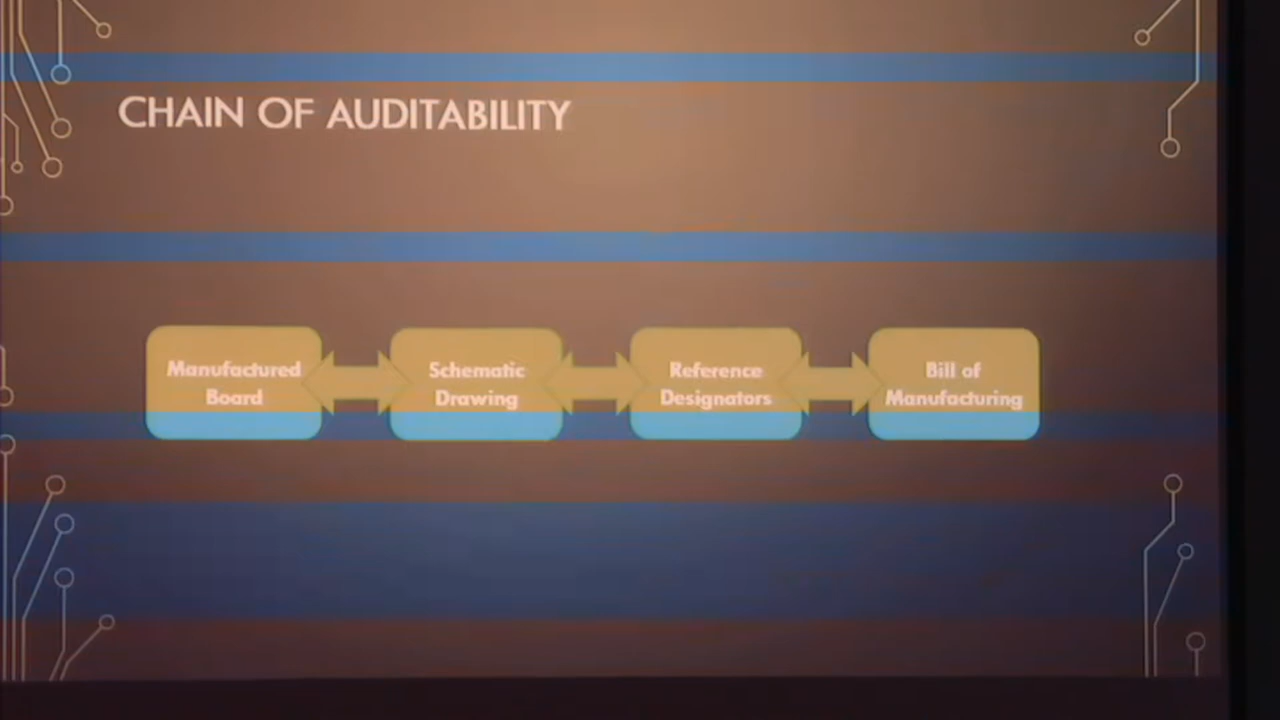 CHAIN OF AUDITABILITY
Manufactured
Board
Schematic
Drawing
Reference
Designators
Bill of
Manufacturing